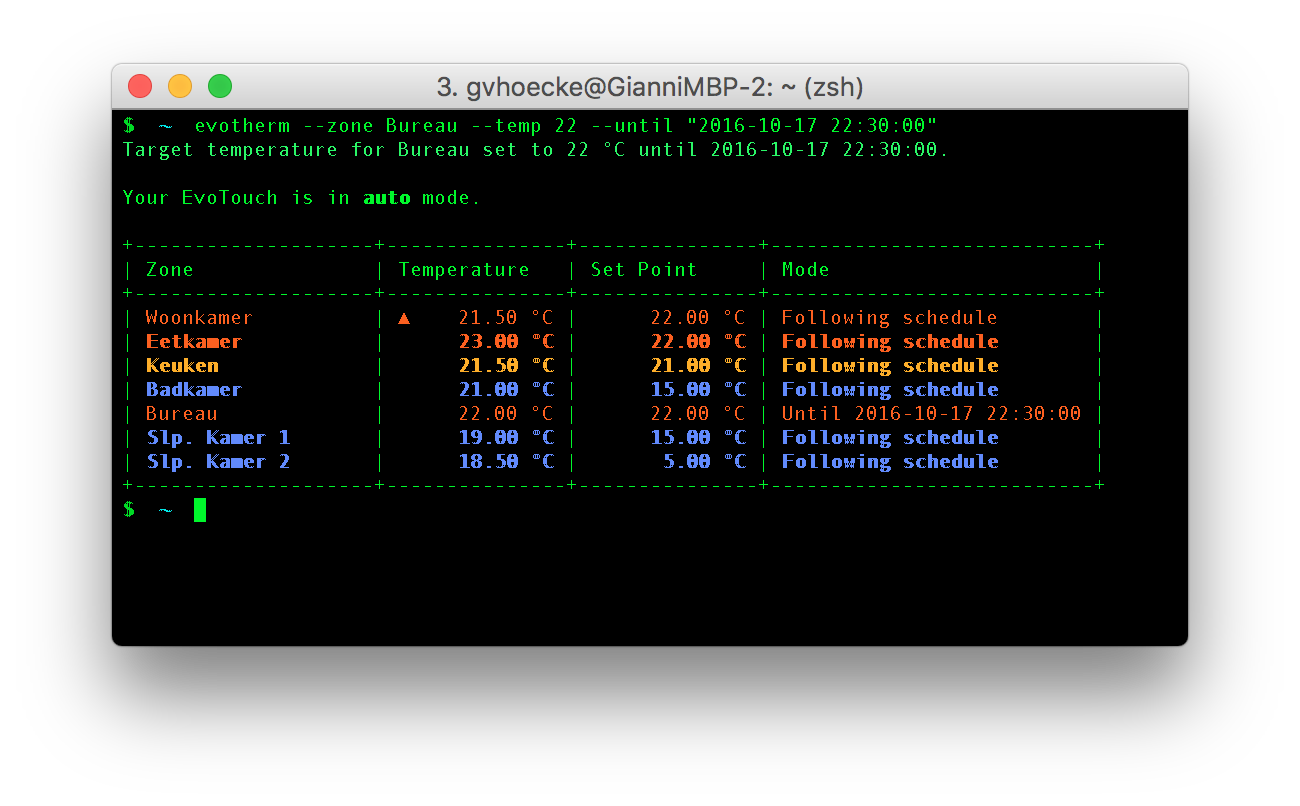 3. gvhoecke@GianniMBP-2: ~ (zsh)
$  ~  evotherm --zone Bureau --temp 22 --until "2016-10-17 22:30:00"
Target temperature for Bureau set to 22 °C until 2016-10-17 22:30:00.
Your EvoTouch is in auto mode.
+--------------------+---------------+---------------+---------------------------+
| Zone               | Temperature   | Set Point     | Mode                      |
+--------------------+---------------+---------------+---------------------------+
| Woonkamer          | ▲    21.50 °C |      22.00 °C | Following schedule        |
| Eetkamer           |      23.00 °C |      22.00 °C | Following schedule        |
| Keuken             |      21.50 °C |      21.00 °C | Following schedule        |
| Badkamer           |      21.00 °C |      15.00 °C | Following schedule        |
| Bureau             |      22.00 °C |      22.00 °C | Until 2016-10-17 22:30:00 |
| Slp. Kamer 1       |      19.00 °C |      15.00 °C | Following schedule        |
| Slp. Kamer 2       |      18.50 °C |       5.00 °C | Following schedule        |
+--------------------+---------------+---------------+---------------------------+
$  ~